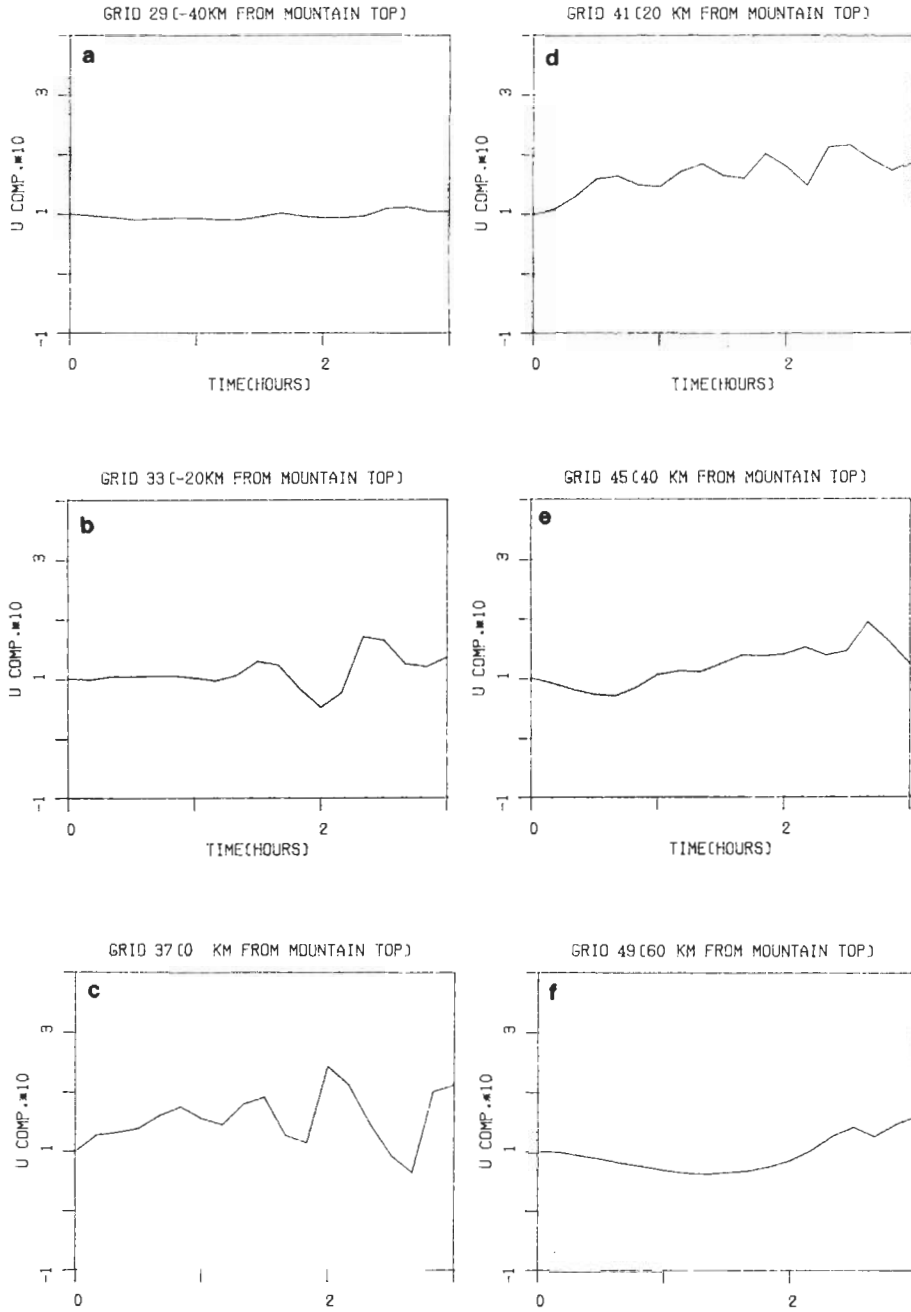 GRID 29 (-40KM FROM MOUNTAIN TOP)
a
3
1
-1
U COMP.*10
0 2
TIME(HOURS)
GRID 33 (-20KM FROM MOUNTAIN TOP)
b
3
1
-1
U COMP.*10
0 2
TIME(HOURS)
GRID 37 (0 KM FROM MOUNTAIN TOP)
c
3
1
-1
U COMP.*10
0 2
GRID 41 (20 KM FROM MOUNTAIN TOP)
d
3
1
-1
U COMP.*10
0 2
TIME(HOURS)
GRID 45 (40 KM FROM MOUNTAIN TOP)
e
3
1
-1
U COMP.*10
0 2
TIME(HOURS)
GRID 49 (60 KM FROM MOUNTAIN TOP)
f
3
1
-1
U COMP.*10
0 2